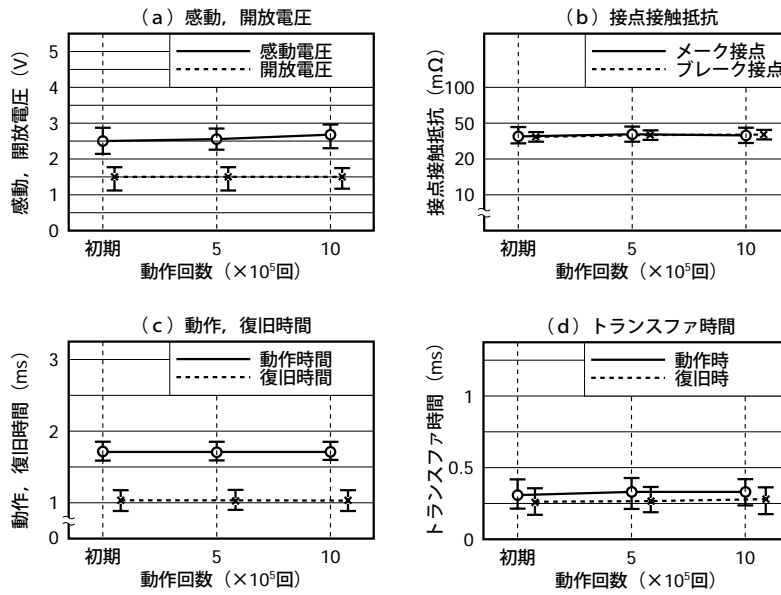 (a) 感動，開放電圧
感動，開放電圧 (V)
5
4
3
2
1
0
感動電圧
開放電圧
初期
5
10
動作回数（×10⁵回）
(b) 接点接触抵抗
接点接触抵抗 (mΩ)
100
50
20
10
メーク接点
ブレーク接点
初期
5
10
動作回数（×10⁵回）
(c) 動作，復旧時間
動作，復旧時間 (ms)
3
2
1
0
動作時間
復旧時間
初期
5
10
動作回数（×10⁵回）
(d) トランスファ時間
トランスファ時間 (ms)
1
0.5
0
動作時
復旧時
初期
5
10
動作回数（×10⁵回）